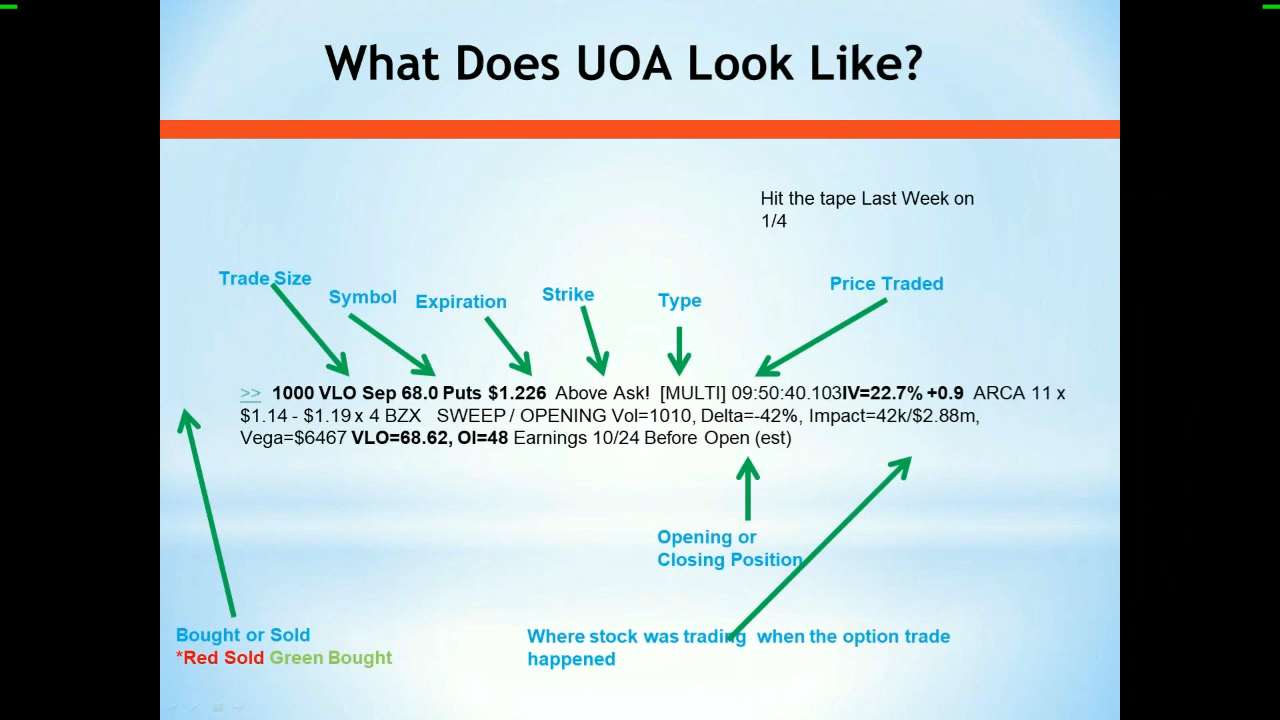 What Does UOA Look Like?
Hit the tape Last Week on
1/4
Trade Size
Symbol
Expiration
Strike
Type
Price Traded
>> 1000 VLO Sep 68.0 Puts $1.226 Above Ask! [MULTI] 09:50:40.103IV=22.7% +0.9 ARCA 11 x
$1.14 - $1.19 x 4 BZX SWEEP / OPENING Vol=1010, Delta=-42%, Impact=42k/$2.88m,
Vega=$6467 VLO=68.62, OI=48 Earnings 10/24 Before Open (est)
Opening or
Closing Position
Bought or Sold
*Red Sold Green Bought
Where stock was trading when the option trade
happened